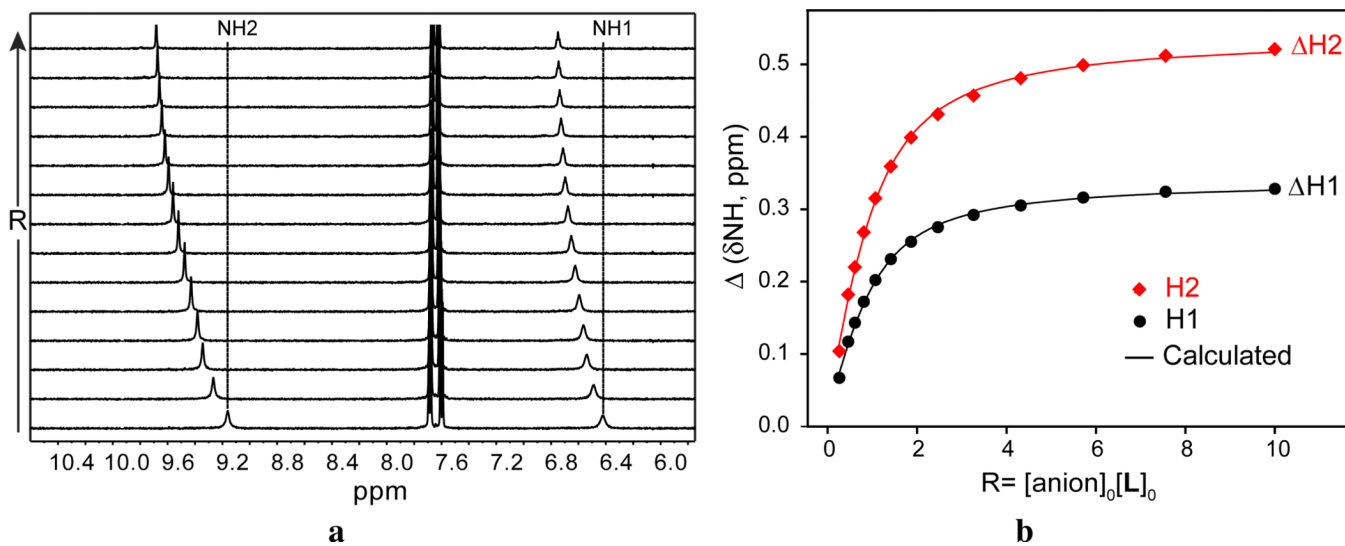 NH2
NH1
R
10.4 10.0 9.6 9.2 8.8 8.4 8.0 7.6 7.2 6.8 6.4 6.0
ppm
a
Δ (δNH, ppm)
0.5
0.4
0.3
0.2
0.1
0.0
ΔH2
ΔH1
H2
H1
Calculated
0 2 4 6 8 10
R= [anion]₀[L]₀
b